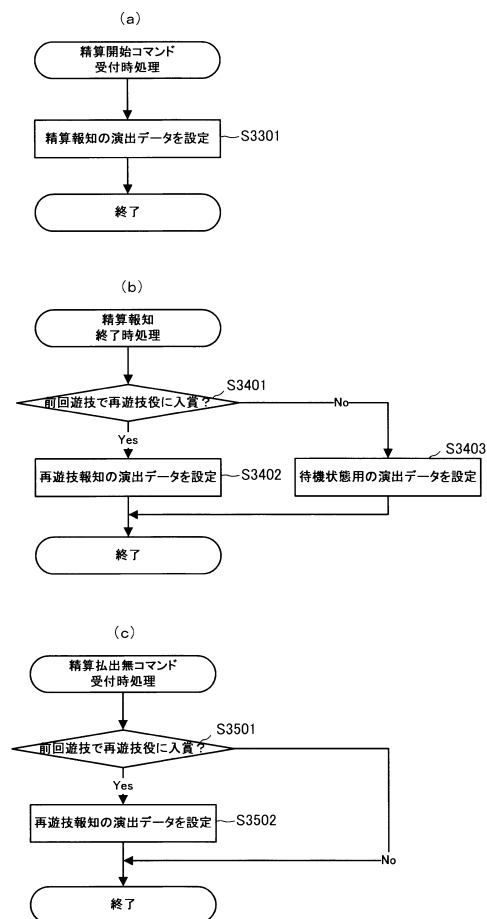 (a)
精算開始コマンド
受付時処理
精算報知の演出データを設定
S3301
終了
(b)
精算報知
終了時処理
前回遊技で再遊技役に入賞?
S3401
No
Yes
再遊技報知の演出データを設定
S3402
待機状態用の演出データを設定
S3403
終了
(c)
精算払出無コマンド
受付時処理
前回遊技で再遊技役に入賞?
S3501
Yes
再遊技報知の演出データを設定
S3502
No
終了